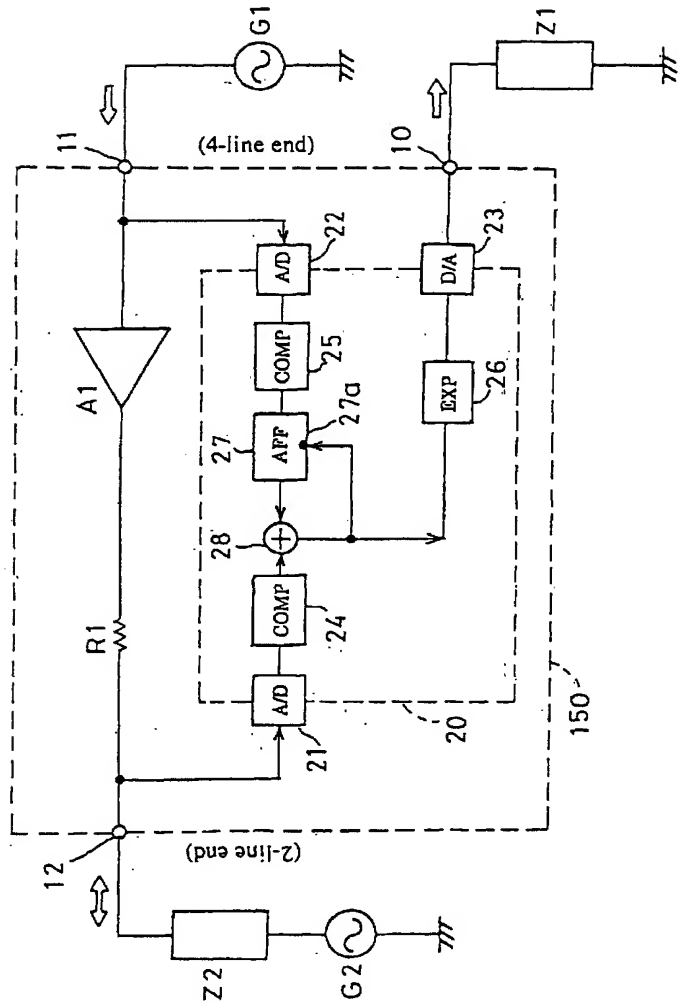 12
(2-line end)
Z2
G2
R1
A1
11
(4-line end)
G1
A/D
21
COMP
24
28
27
AFF
27a
COMP
25
A/D
22
EXP
26
D/A
23
10
Z1
20
150